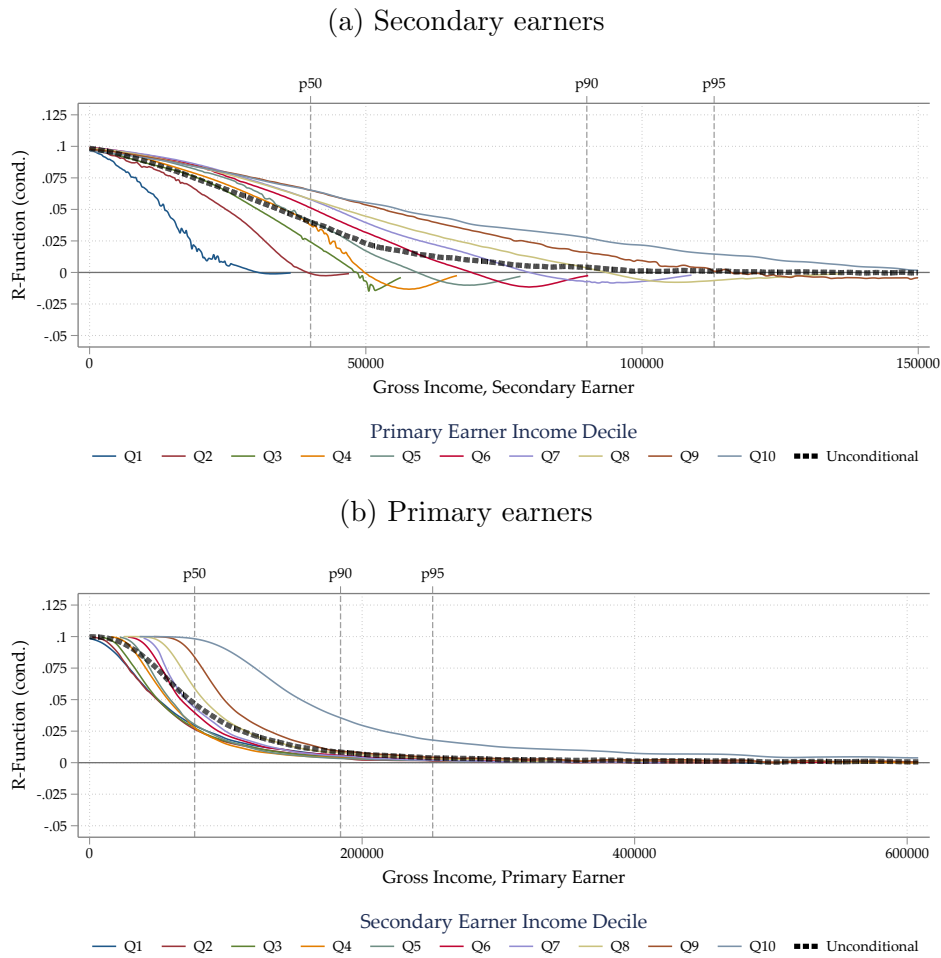 (a) Secondary earners
p50 p90 p95
.125
.1
.075
.05
.025
0
-.025
-.05
R-Function (cond.)
0 50000 100000 150000
Gross Income, Secondary Earner
Primary Earner Income Decile
Q1 Q2 Q3 Q4 Q5 Q6 Q7 Q8 Q9 Q10 Unconditional
(b) Primary earners
p50 p90 p95
.125
.1
.075
.05
.025
0
-.025
-.05
R-Function (cond.)
0 200000 400000 600000
Gross Income, Primary Earner
Secondary Earner Income Decile
Q1 Q2 Q3 Q4 Q5 Q6 Q7 Q8 Q9 Q10 Unconditional